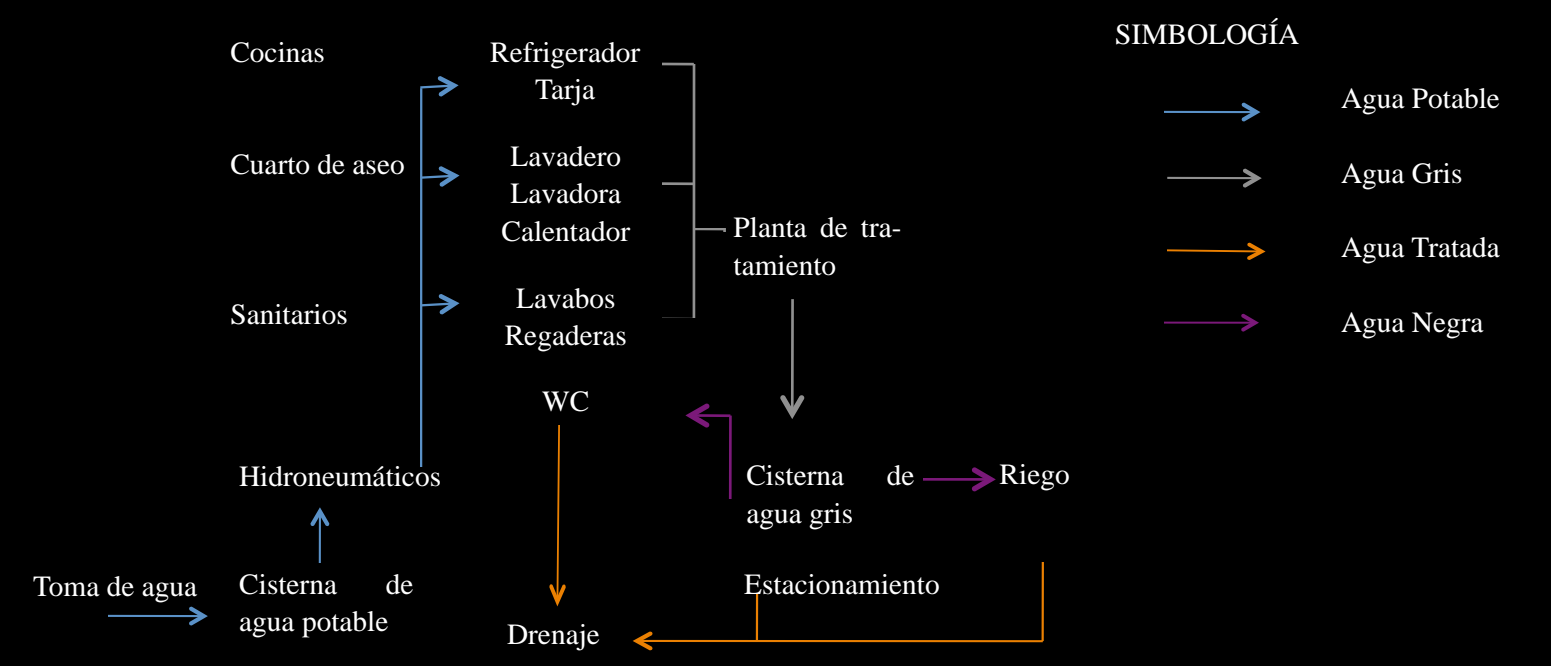 SIMBOLOGÍA
Cocinas
Refrigerador
Tarja
Agua Potable
Cuarto de aseo
Lavadero
Lavadora
Calentador
Agua Gris
Planta de tra-
tamiento
Agua Tratada
Sanitarios
Lavabos
Regaderas
Agua Negra
WC
Hidroneumáticos
Cisterna de
agua gris
Riego
Toma de agua
Cisterna de
agua potable
Estacionamiento
Drenaje